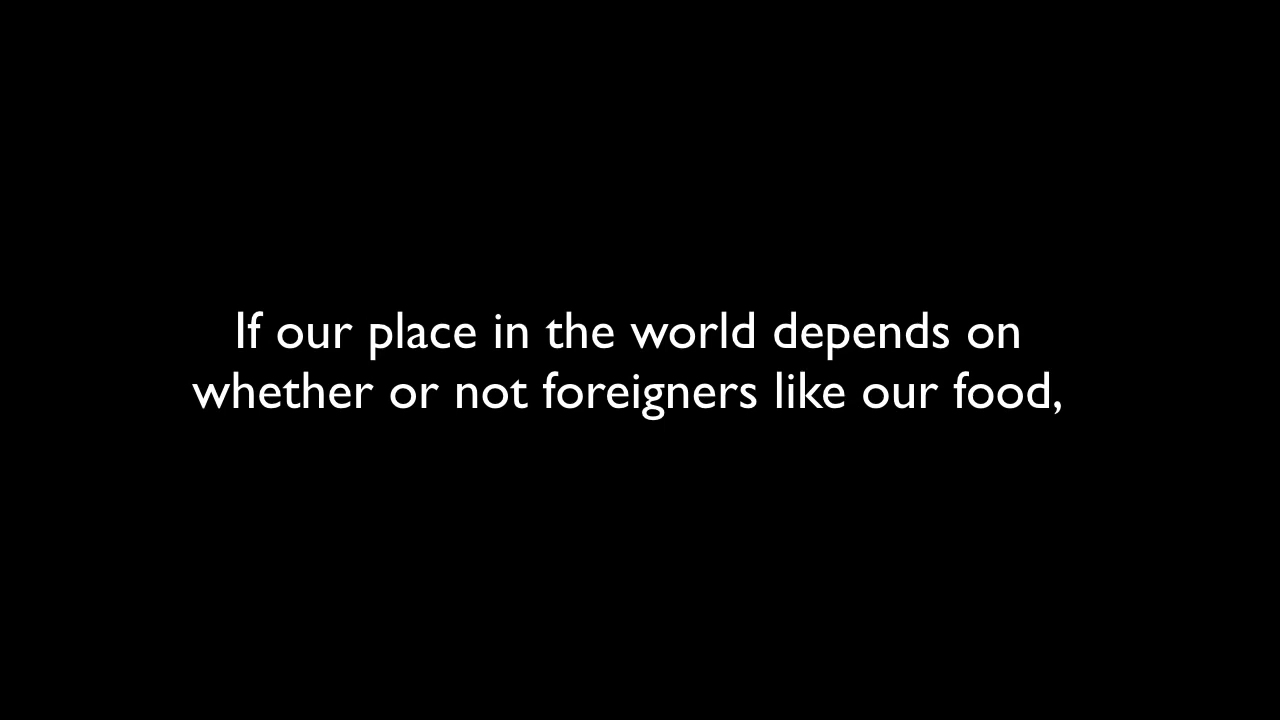 If our place in the world depends on
whether or not foreigners like our food,